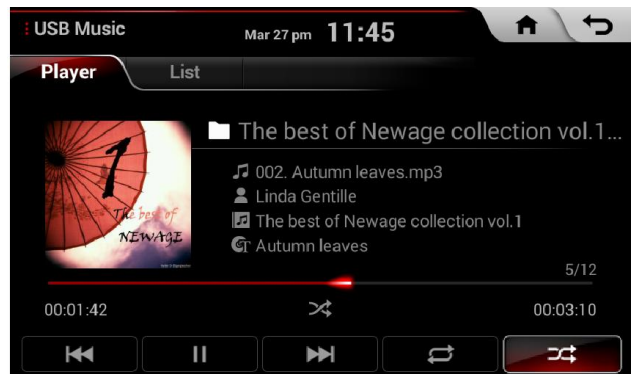 USB Music
Mar 27 pm 11:45
Player List
The best of Newage collection vol.1...
002. Autumn leaves.mp3
Linda Gentille
The best of Newage collection vol.1
Autumn leaves
1
The best of
NEWAGE
5/12
00:01:42 00:03:10